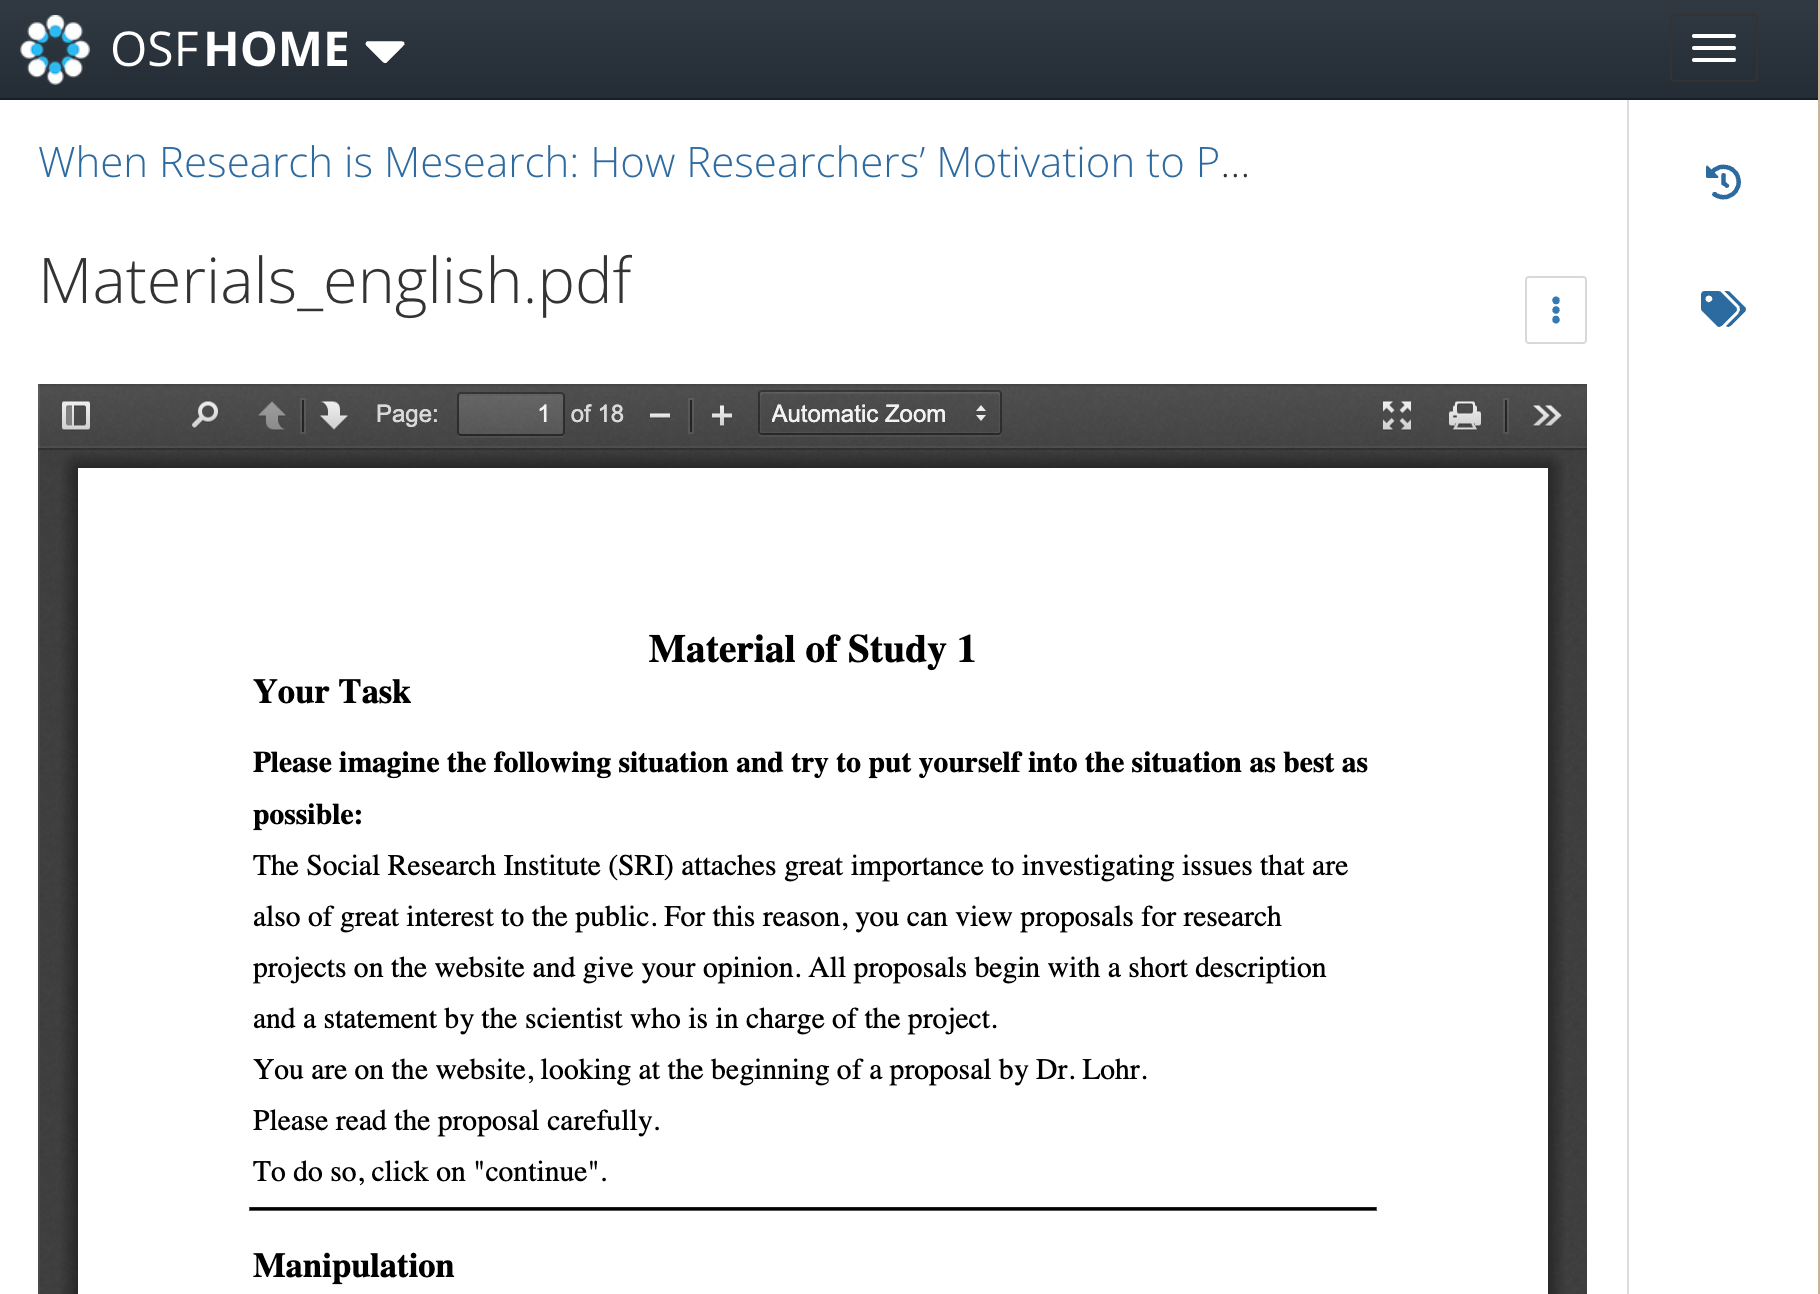 OSFHOME
When Research is Mesearch: How Researchers’ Motivation to P...
Materials_english.pdf
Page: 1 of 18 Automatic Zoom
Material of Study 1
Your Task
Please imagine the following situation and try to put yourself into the situation as best as
possible:
The Social Research Institute (SRI) attaches great importance to investigating issues that are
also of great interest to the public. For this reason, you can view proposals for research
projects on the website and give your opinion. All proposals begin with a short description
and a statement by the scientist who is in charge of the project.
You are on the website, looking at the beginning of a proposal by Dr. Lohr.
Please read the proposal carefully.
To do so, click on "continue".
Manipulation